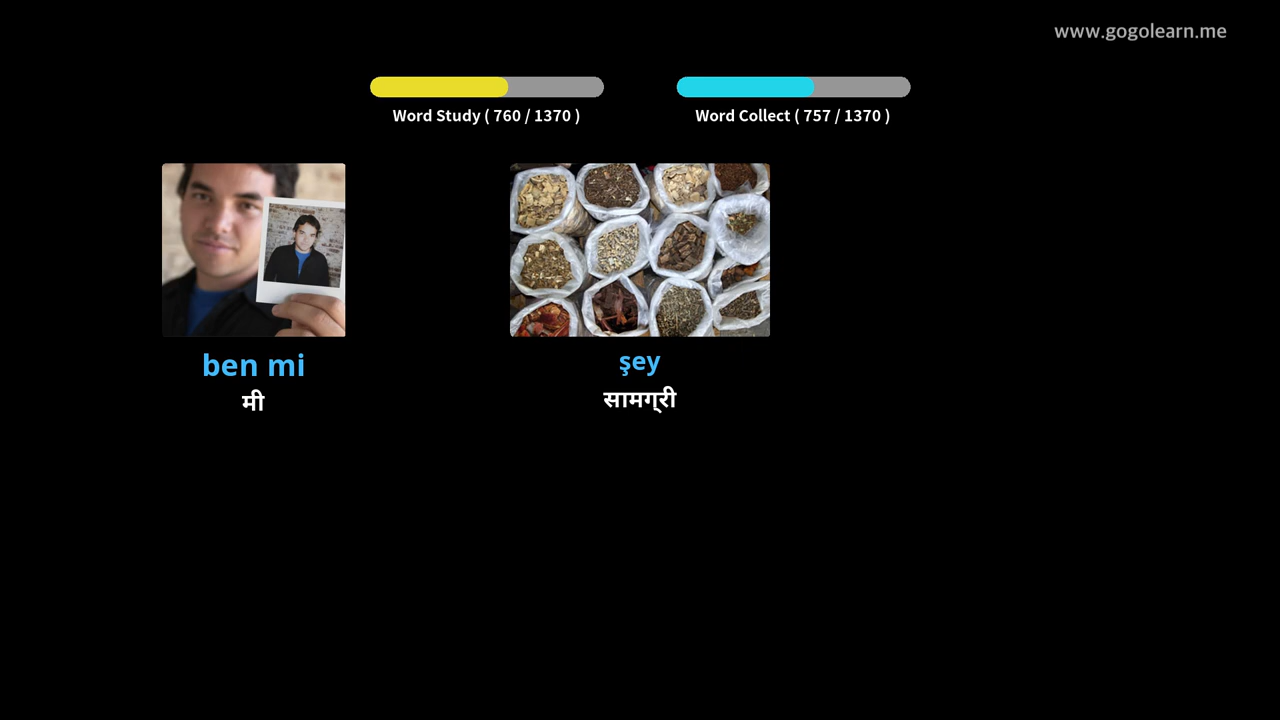 www.gogolearn.me
Word Study ( 760 / 1370 )
Word Collect ( 757 / 1370 )
ben mi
मी
şey
सामग्री